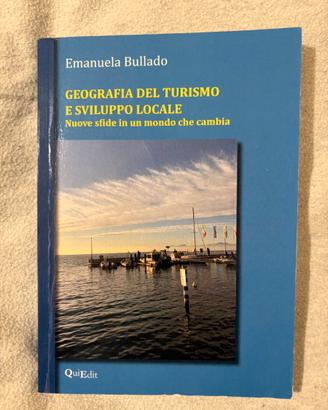 Emanuela Bullado
GEOGRAFIA DEL TURISMO
E SVILUPPO LOCALE
Nuove sfide in un mondo che cambia
QuiEdit